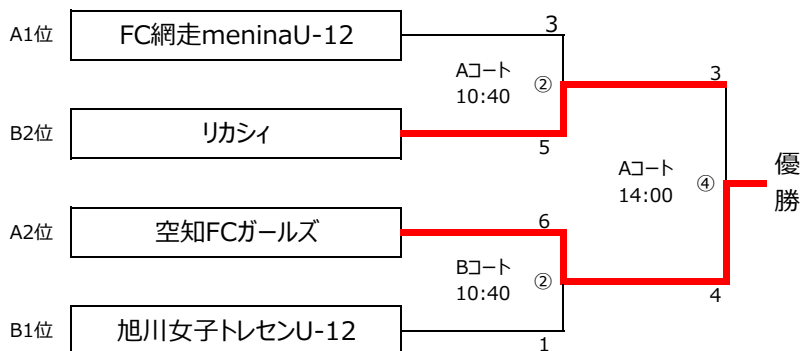 A1位
FC網走meninaU-12
3
Aコート
10:40
②
3
B2位
リカシィ
5
Aコート
14:00
④
優
勝
A2位
空知FCガールズ
6
Bコート
10:40
②
4
B1位
旭川女子トレセンU-12
1